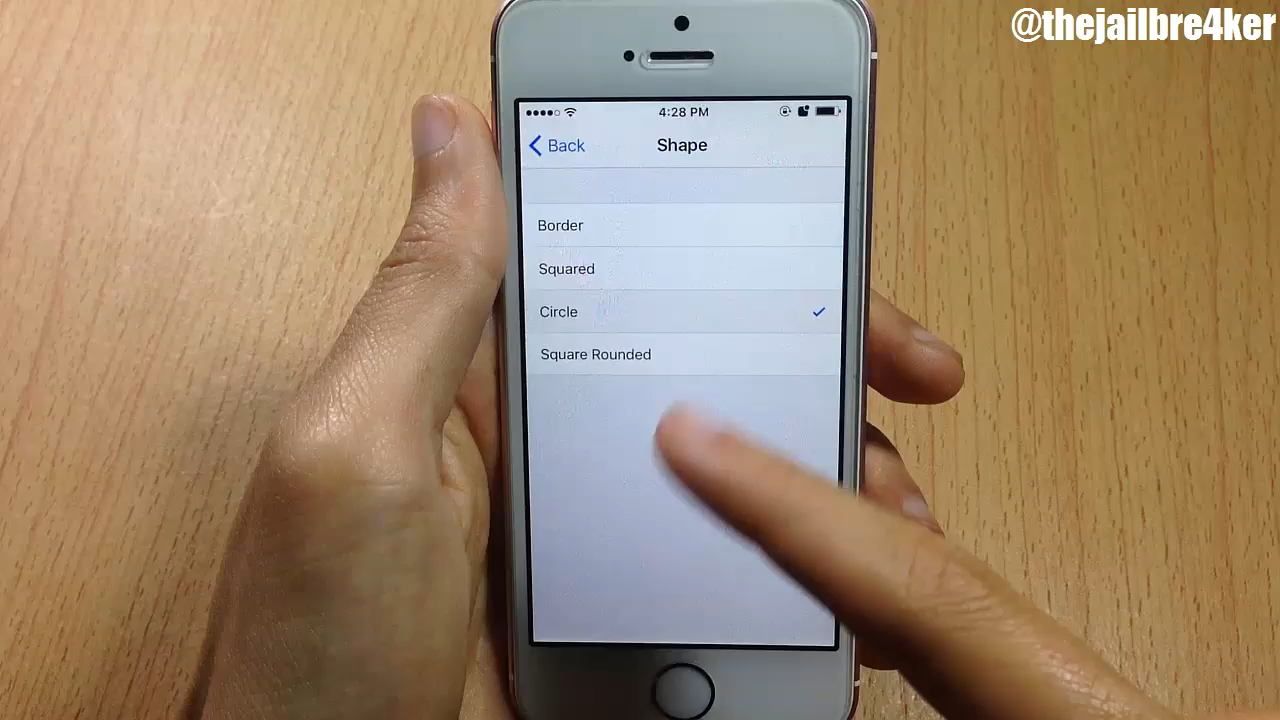 @thejailbre4ker
4:28 PM
Back
Shape
Border
Squared
Circle
Square Rounded